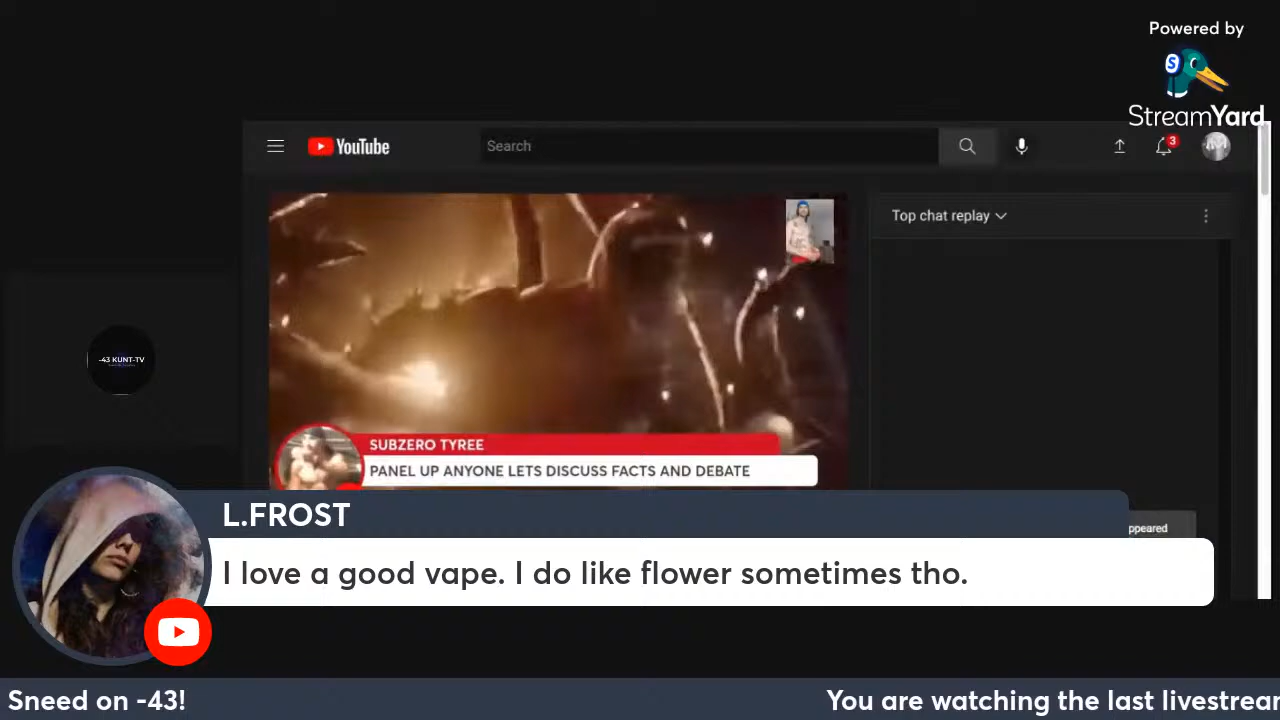 Powered by
S
StreamYard
YouTube
Search
3
Top chat replay
-43 KUNT-TV
SUBZERO TYREE
PANEL UP ANYONE LETS DISCUSS FACTS AND DEBATE
ppeared
L.FROST
I love a good vape. I do like flower sometimes tho.
Sneed on -43!
You are watching the last livestream